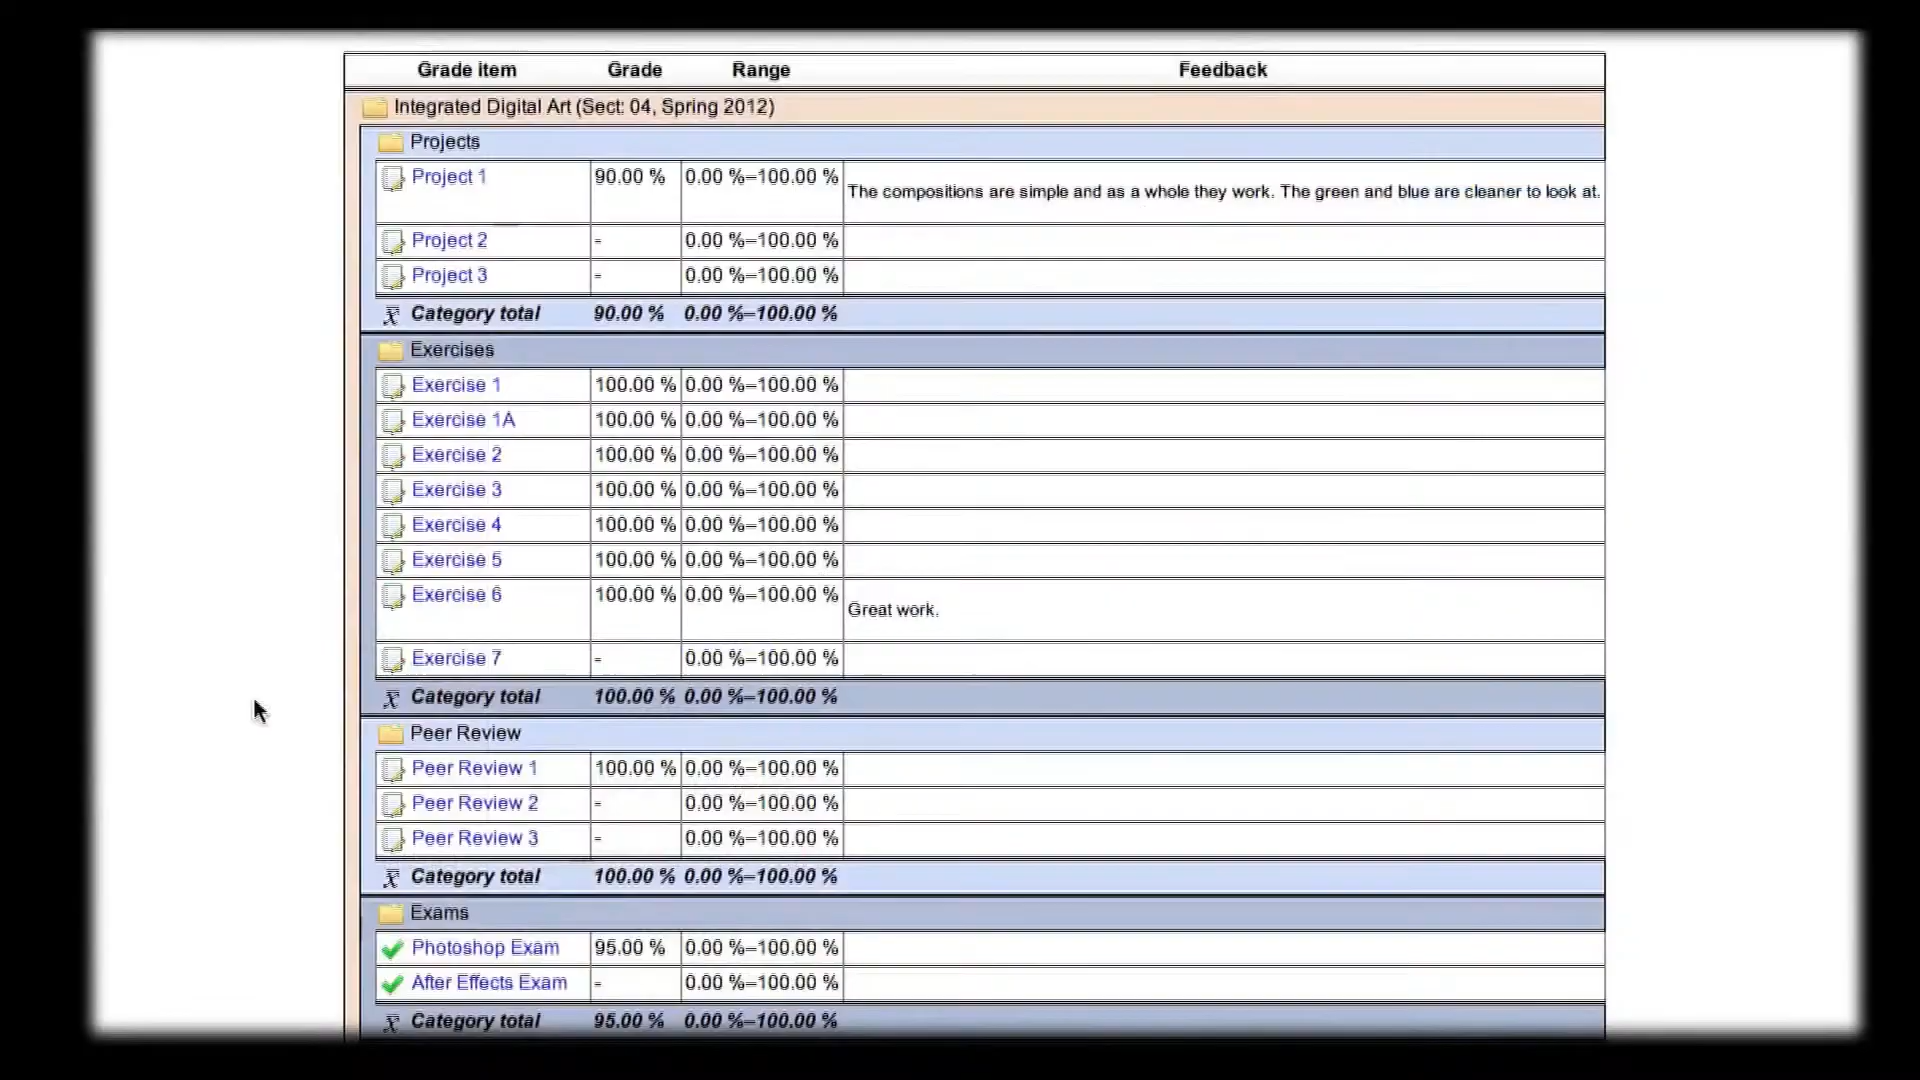 Grade item Grade Range Feedback
Integrated Digital Art (Sect: 04, Spring 2012)
Projects
Project 1 90.00 % 0.00 %–100.00 % The compositions are simple and as a whole they work. The green and blue are cleaner to look at.
Project 2 - 0.00 %–100.00 %
Project 3 - 0.00 %–100.00 %
x̄ Category total 90.00 % 0.00 %–100.00 %
Exercises
Exercise 1 100.00 % 0.00 %–100.00 %
Exercise 1A 100.00 % 0.00 %–100.00 %
Exercise 2 100.00 % 0.00 %–100.00 %
Exercise 3 100.00 % 0.00 %–100.00 %
Exercise 4 100.00 % 0.00 %–100.00 %
Exercise 5 100.00 % 0.00 %–100.00 %
Exercise 6 100.00 % 0.00 %–100.00 % Great work.
Exercise 7 - 0.00 %–100.00 %
x̄ Category total 100.00 % 0.00 %–100.00 %
Peer Review
Peer Review 1 100.00 % 0.00 %–100.00 %
Peer Review 2 - 0.00 %–100.00 %
Peer Review 3 - 0.00 %–100.00 %
x̄ Category total 100.00 % 0.00 %–100.00 %
Exams
Photoshop Exam 95.00 % 0.00 %–100.00 %
After Effects Exam - 0.00 %–100.00 %
x̄ Category total 95.00 % 0.00 %–100.00 %